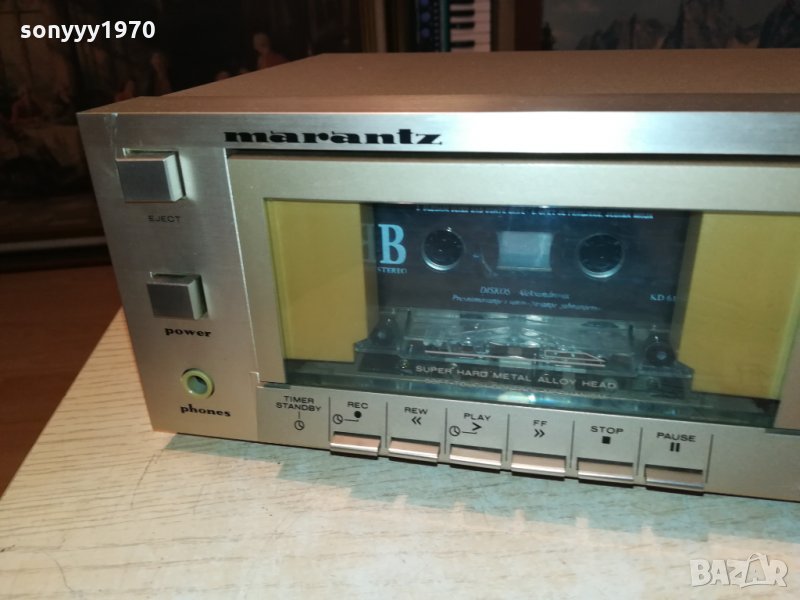 sonyyy1970
marantz
EJECT
B
STEREO
DISKOS
power
SUPER HARD METAL ALLOY HEAD
phones
TIMER STANDBY
REC
REW
PLAY
FF
STOP
PAUSE
BAZAR